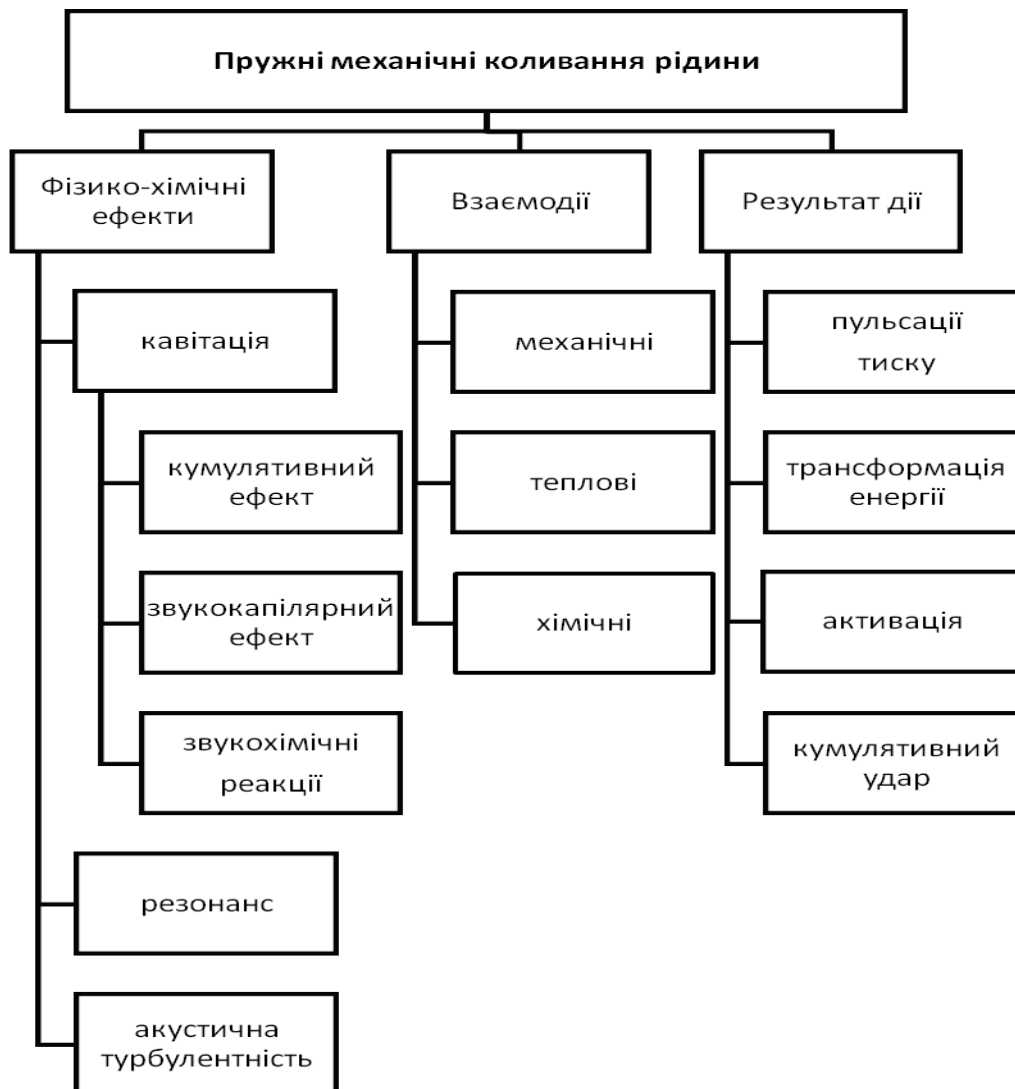 Пружні механічні коливання рідини
Фізико-хімічні
ефекти
кавітація
кумулятивний
ефект
звукокапілярний
ефект
звукохімічні
реакції
резонанс
акустична
турбулентність
Взаємодії
механічні
теплові
хімічні
Результат дії
пульсації
тиску
трансформація
енергії
активація
кумулятивний
удар